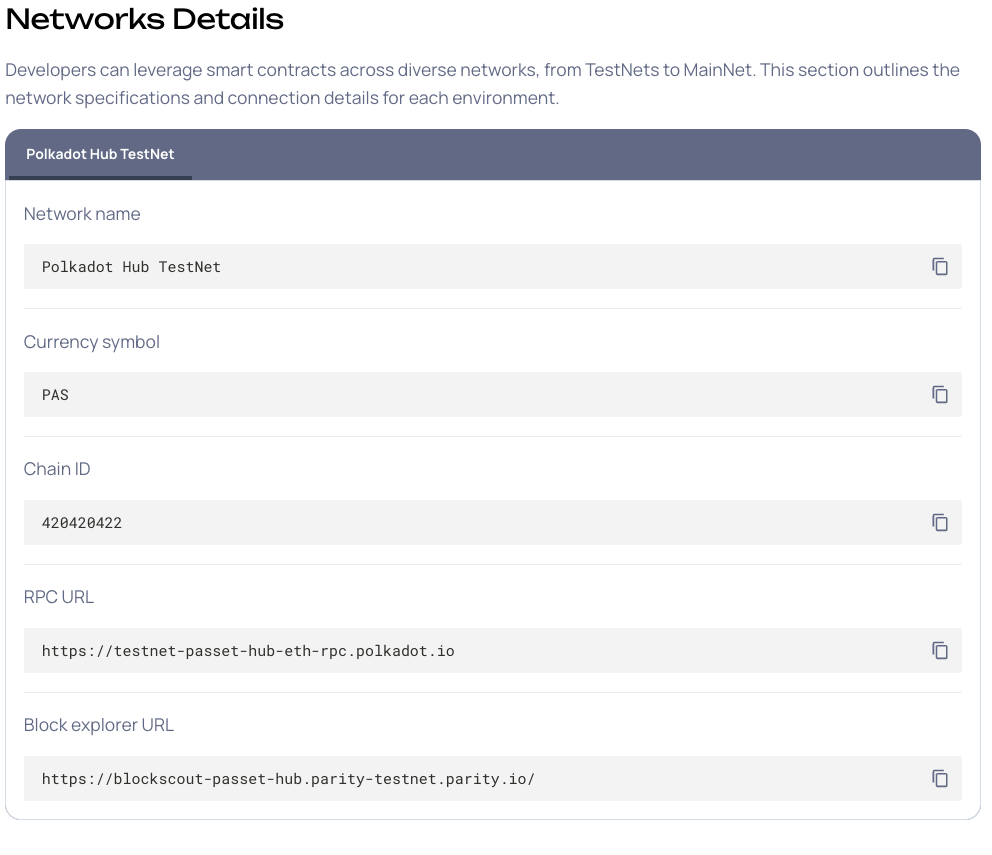 Networks Details
Developers can leverage smart contracts across diverse networks, from TestNets to MainNet. This section outlines the
network specifications and connection details for each environment.
Polkadot Hub TestNet
Network name
Polkadot Hub TestNet
Currency symbol
PAS
Chain ID
420420422
RPC URL
https://testnet-passet-hub-eth-rpc.polkadot.io
Block explorer URL
https://blockscout-passet-hub.parity-testnet.parity.io/